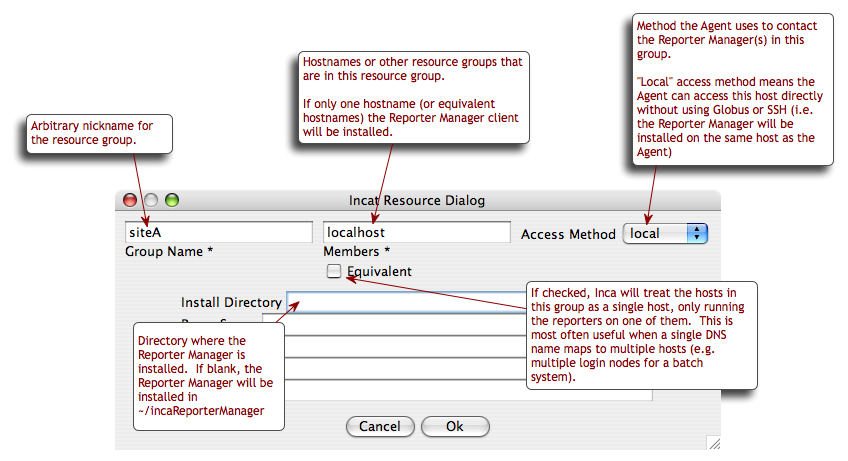 Method the Agent uses to contact
the Reporter Manager(s) in this
group.
"Local" access method means the
Agent can access this host directly
without using Globus or SSH (i.e.
the Reporter Manager will be
installed on the same host as the
Agent)
Hostnames or other resource groups that
are in this resource group.
If only one hostname (or equivalent
hostnames) the Reporter Manager client
will be installed.
Arbitrary nickname for
the resource group.
Incat Resource Dialog
siteA
localhost
Access Method
local
Group Name *
Members *
Equivalent
Install Directory
If checked, Inca will treat the hosts in
this group as a single host, only running
the reporters on one of them. This is
most often useful when a single DNS
name maps to multiple hosts (e.g.
multiple login nodes for a batch
system).
Directory where the
Reporter Manager is
installed. If blank, the
Reporter Manager will be
installed in
~/incaReporterManager
Cancel
Ok